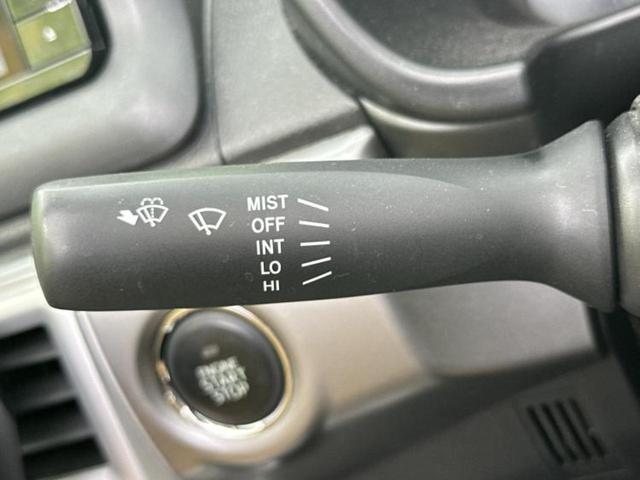 MIST
OFF
INT
LO
HI
ENGINE
START
STOP